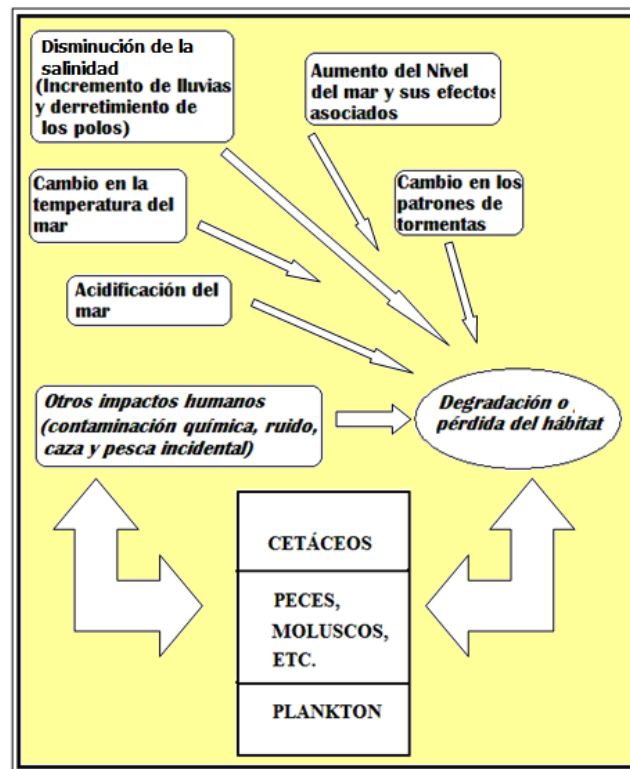 Disminución de la
salinidad
(Incremento de lluvias
y derretimiento de
los polos)
Aumento del Nivel
del mar y sus efectos
asociados
Cambio en la
temperatura del
mar
Cambio en los
patrones de
tormentas
Acidificación del
mar
Otros impactos humanos
(contaminación química, ruido,
caza y pesca incidental)
Degradación o
pérdida del hábitat
CETÁCEOS
PECES,
MOLUSCOS,
ETC.
PLANKTON